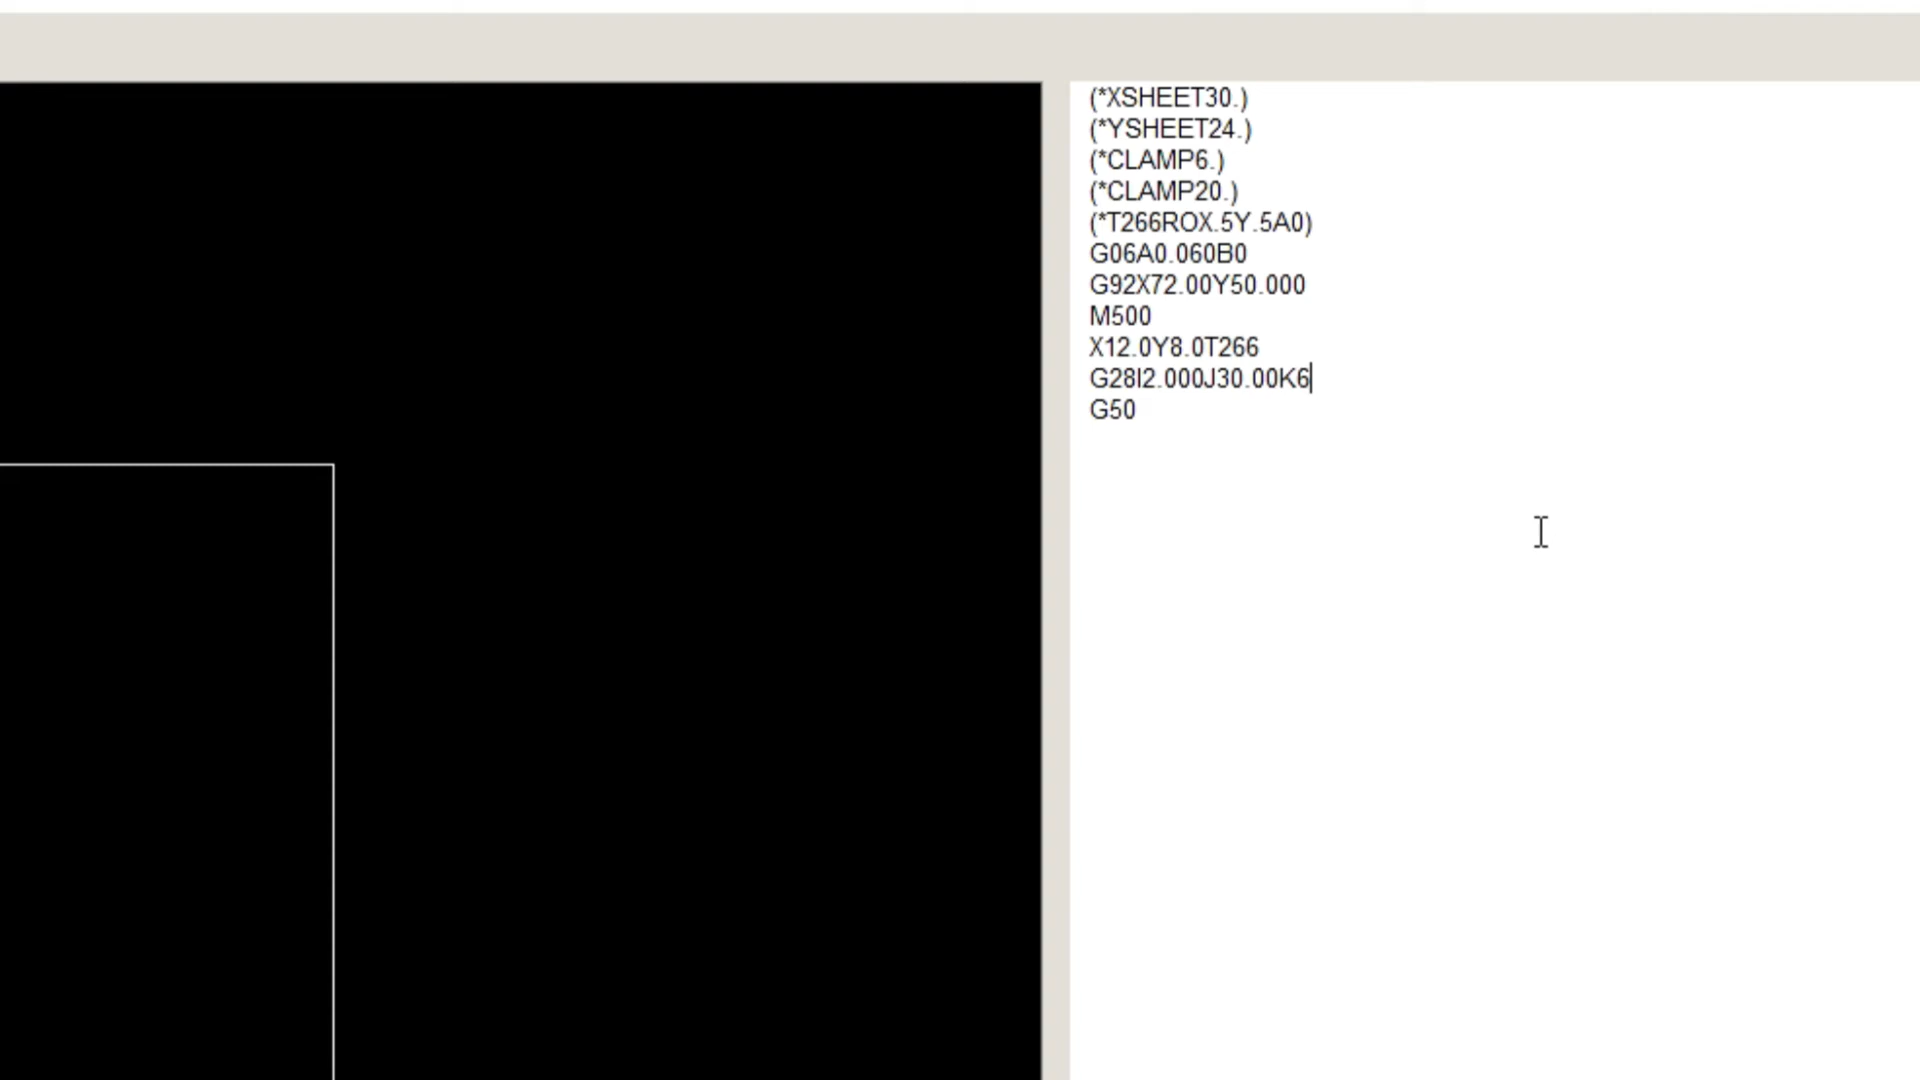 (*XSHEET30.)
(*YSHEET24.)
(*CLAMP6.)
(*CLAMP20.)
(*T266ROX.5Y.5A0)
G06A0.060B0
G92X72.00Y50.000
M500
X12.0Y8.0T266
G28I2.000J30.00K6
G50